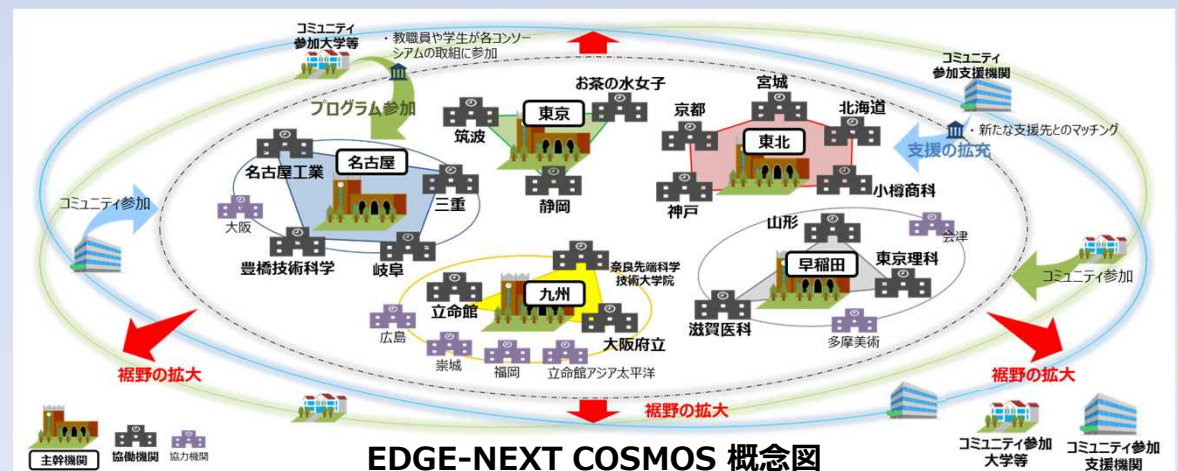 コミュニティ
参加大学等
・教職員や学生が各コンソー
シアムの取組に参加
プログラム参加
コミュニティ
参加支援機関
・新たな支援先とのマッチング
支援の拡充
お茶の水女子
筑波
東京
静岡
宮城
京都
北海道
東北
神戸
小樽商科
名古屋工業
名古屋
三重
大阪
豊橋技術科学
岐阜
コミュニティ参加
山形
会津
早稲田
東京理科
滋賀医科
多摩美術
コミュニティ参加
奈良先端科学
技術大学院
立命館
九州
広島
大阪府立
崇城
福岡
立命館アジア太平洋
裾野の拡大
裾野の拡大
裾野の拡大
主幹機関
協働機関
協力機関
EDGE-NEXT COSMOS 概念図
コミュニティ参加
大学等
コミュニティ参加
支援機関